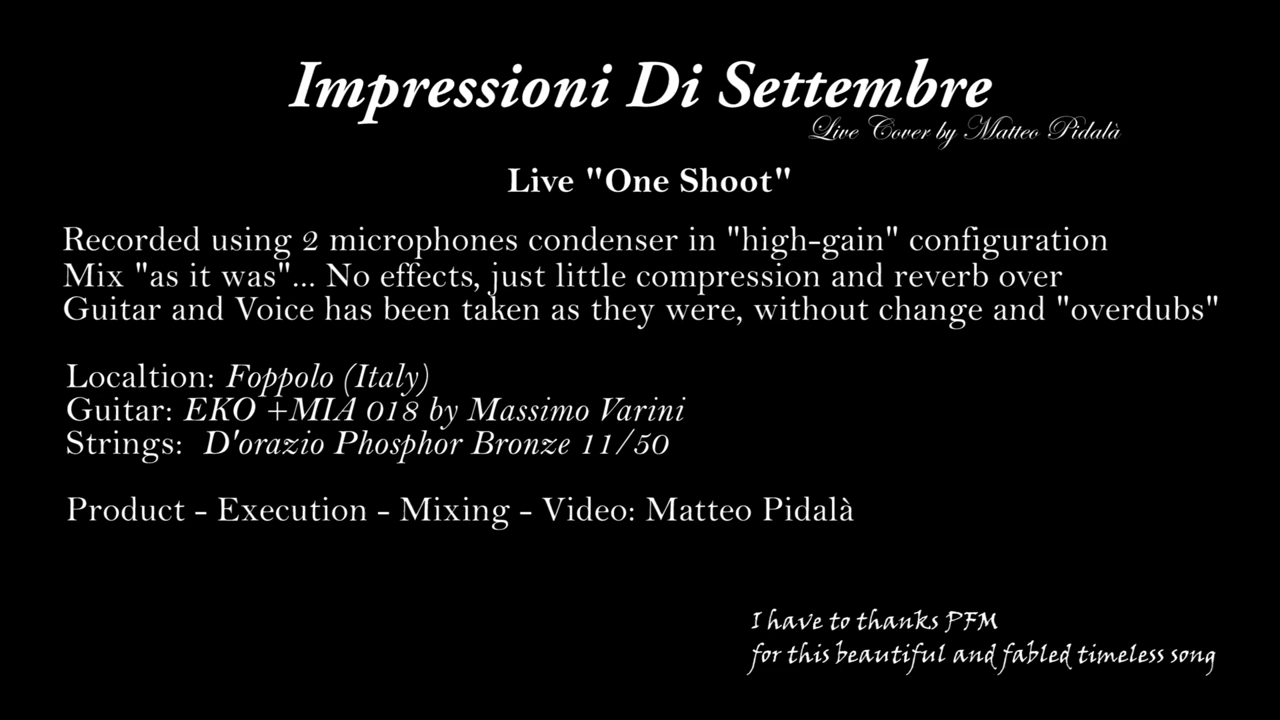 Impressioni Di Settembre
Live Cover by Matteo Pidalà
Live "One Shoot"
Recorded using 2 microphones condenser in "high-gain" configuration
Mix "as it was"... No effects, just little compression and reverb over
Guitar and Voice has been taken as they were, without change and "overdubs"
Localtion: Foppolo (Italy)
Guitar: EKO +MIA 018 by Massimo Varini
Strings: D'orazio Phosphor Bronze 11/50
Product - Execution - Mixing - Video: Matteo Pidalà
I have to thanks PFM
for this beautiful and fabled timeless song